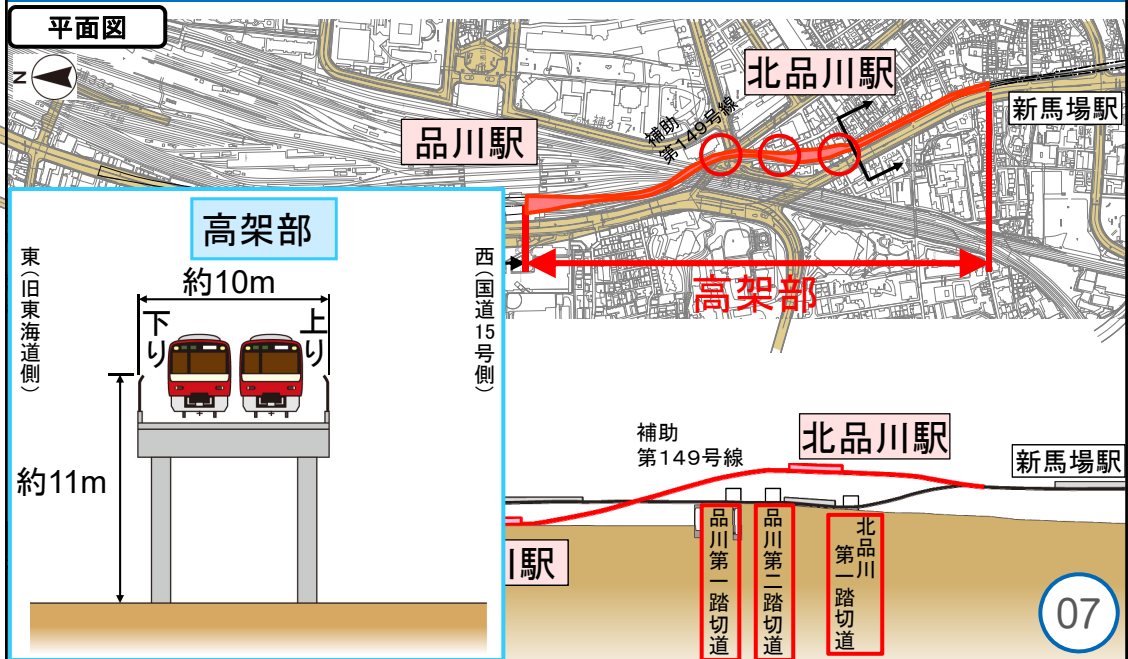 平面図
N
北品川駅
新馬場駅
補助
第149号線
品川駅
高架部
高架部
約10m
東(旧東海道側)
西(国道15号側)
下り
上り
約11m
補助
第149号線
北品川駅
新馬場駅
川駅
品川第一踏切道
品川第二踏切道
北品川
第一踏切道
07